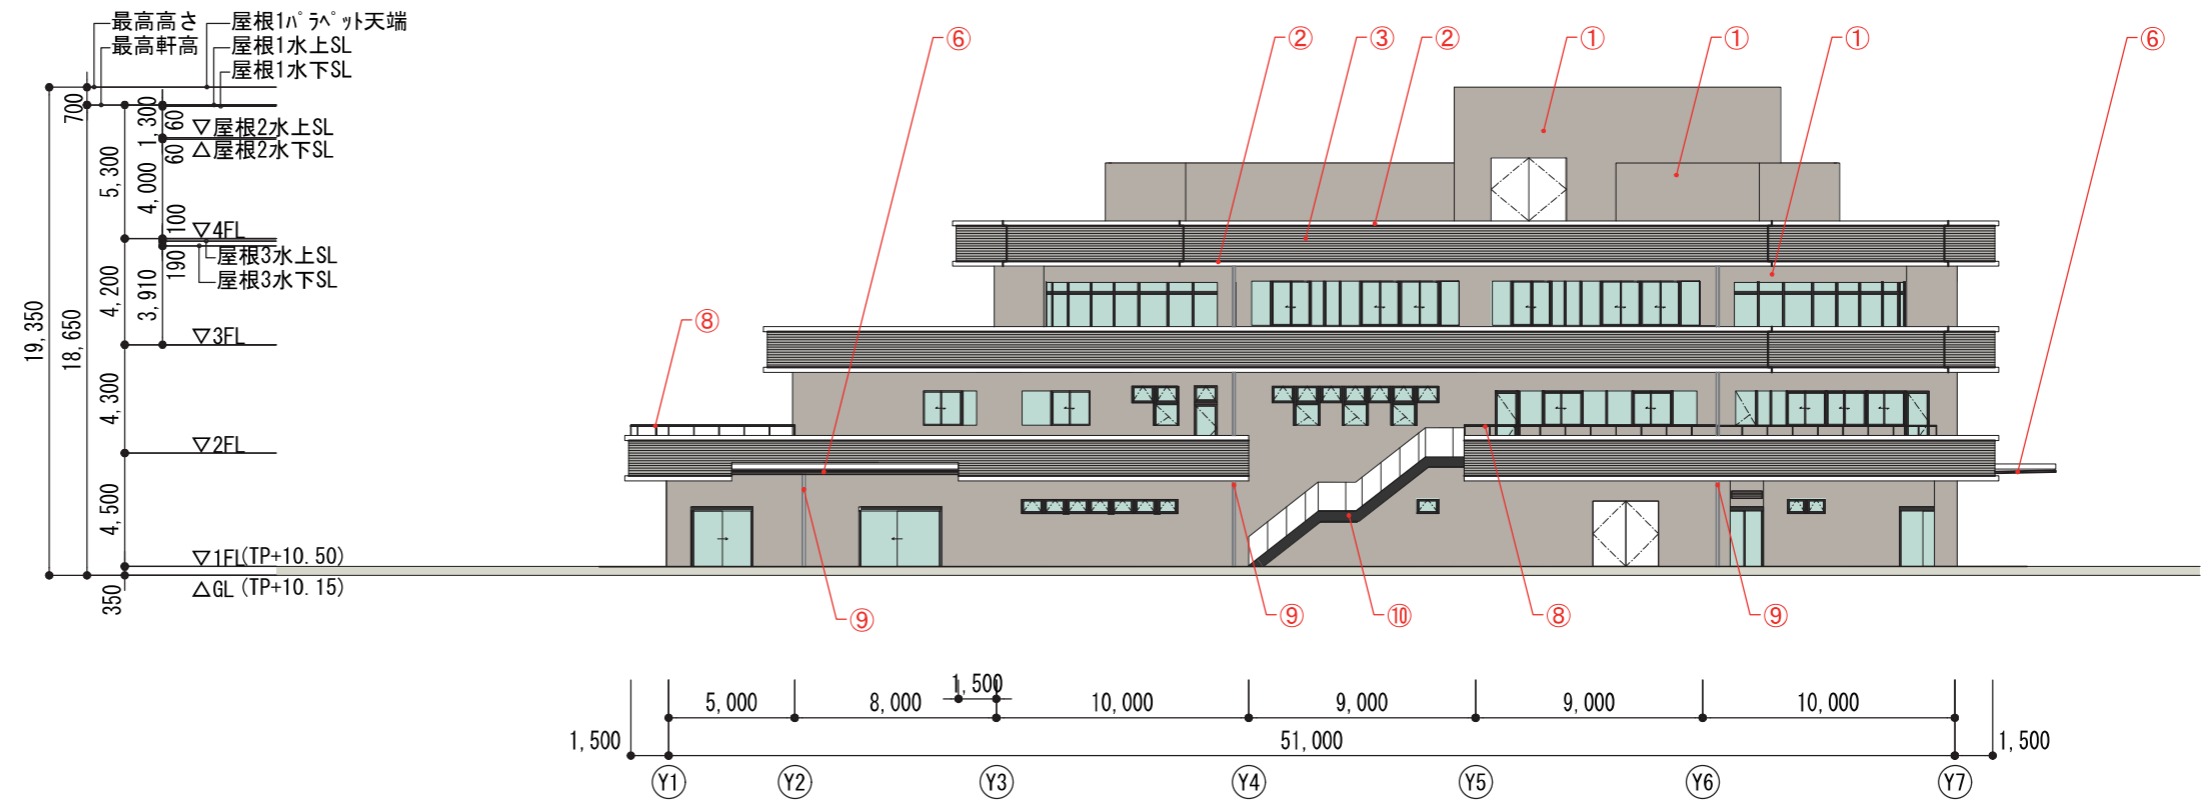 最高高さ
屋根1パラペット天端
最高軒高
屋根1水上SL
屋根1水下SL
▽屋根2水上SL
△屋根2水下SL
▽4FL
屋根3水上SL
屋根3水下SL
▽3FL
▽2FL
▽1FL(TP+10.50)
△GL (TP+10.15)
19,350
700
18,650
5,300
4,200
4,300
4,500
350
1,300
4,000
3,910
60
60
100
190
⑥
②
③
②
①
①
①
⑥
⑧
⑨
⑨
⑩
⑧
⑨
1,500
5,000
8,000
10,000
9,000
9,000
10,000
1,500
51,000
1,500
Y1
Y2
Y3
Y4
Y5
Y6
Y7